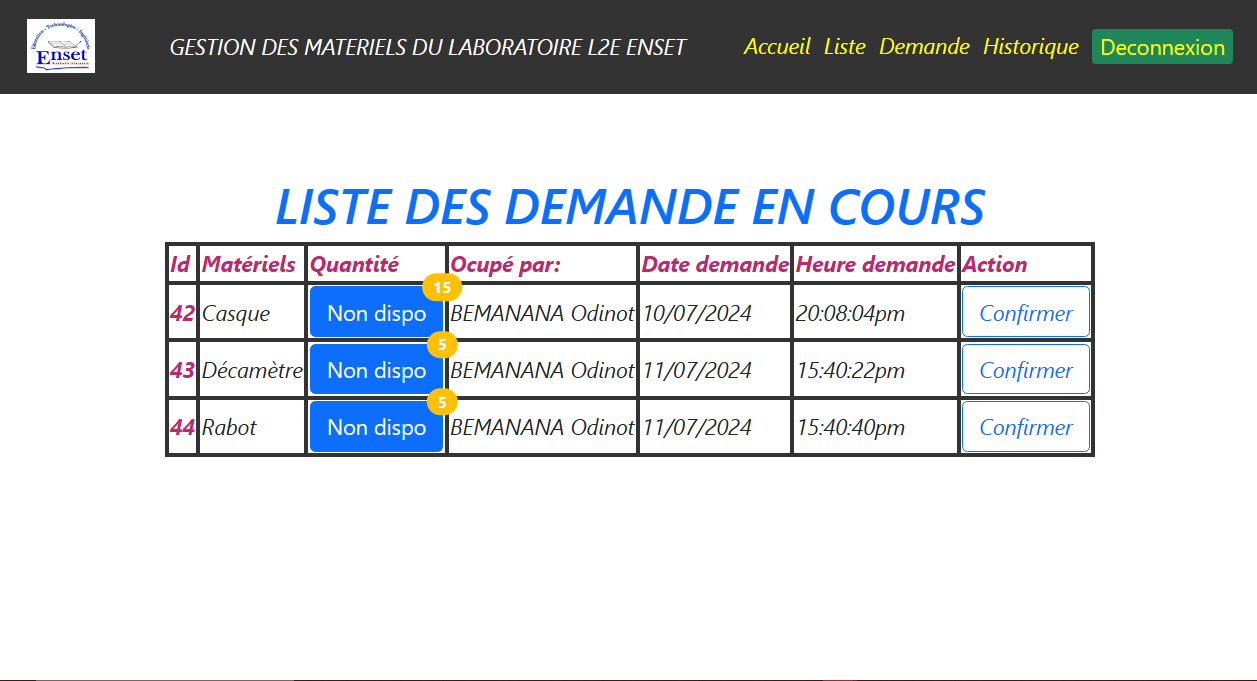 Education - Technologies - Ingénierie
Enset
GESTION DES MATERIELS DU LABORATOIRE L2E ENSET
Accueil Liste Demande Historique Deconnexion
LISTE DES DEMANDE EN COURS
Id Matériels Quantité Ocupé par: Date demande Heure demande Action
42 Casque Non dispo 15 BEMANANA Odinot 10/07/2024 20:08:04pm Confirmer
43 Décamètre Non dispo 5 BEMANANA Odinot 11/07/2024 15:40:22pm Confirmer
44 Rabot Non dispo 5 BEMANANA Odinot 11/07/2024 15:40:40pm Confirmer